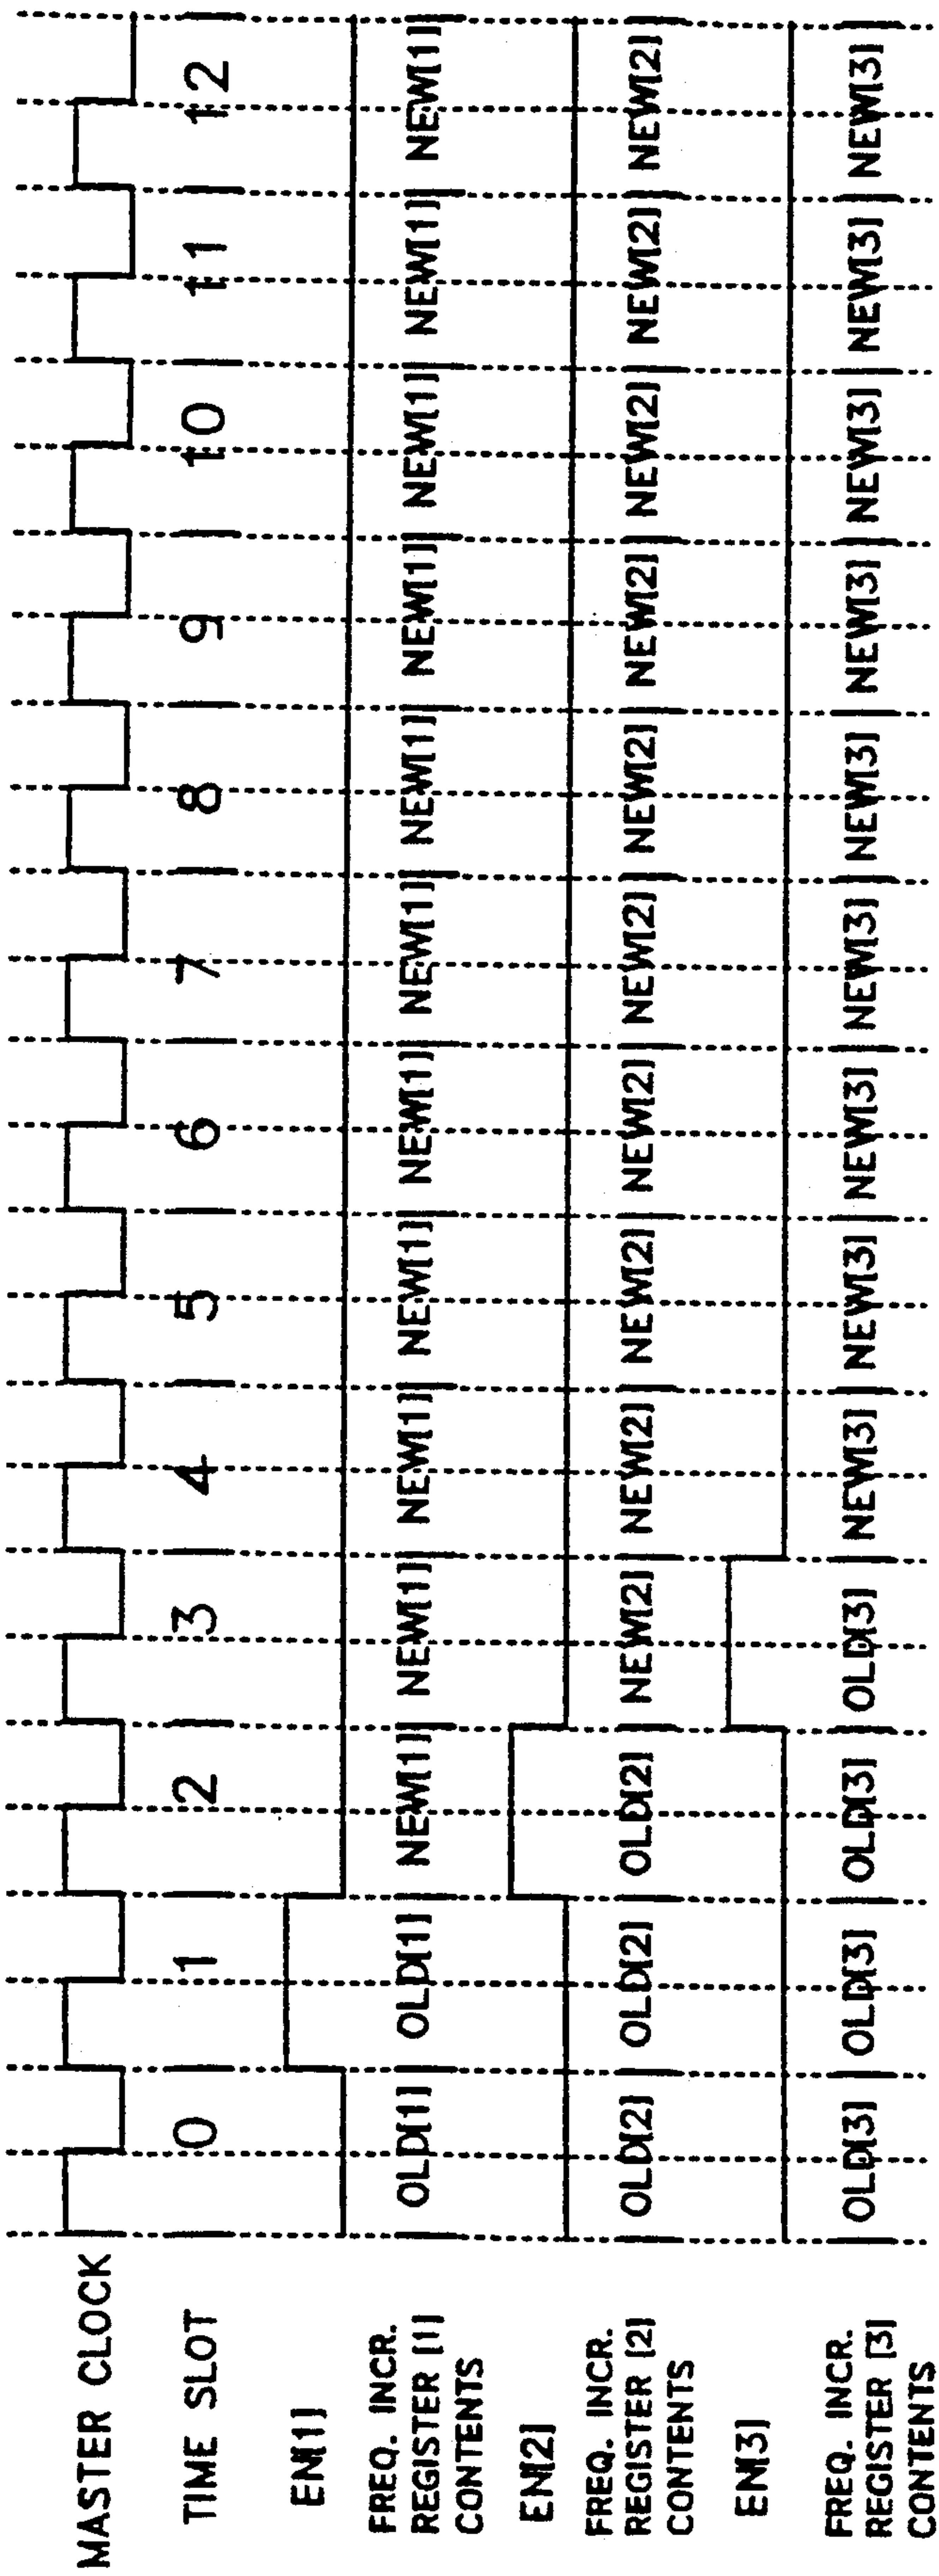 MASTER CLOCK
TIME SLOT 0 1 2 3 4 5 6 7 8 9 10 11 12
EN[1]
FREQ. INCR.
REGISTER [1]
CONTENTS
OLD[1] OLD[1] NEW[1] NEW[1] NEW[1] NEW[1] NEW[1] NEW[1] NEW[1] NEW[1] NEW[1] NEW[1] NEW[1]
EN[2]
FREQ. INCR.
REGISTER [2]
CONTENTS
OLD[2] OLD[2] OLD[2] NEW[2] NEW[2] NEW[2] NEW[2] NEW[2] NEW[2] NEW[2] NEW[2] NEW[2] NEW[2]
EN[3]
FREQ. INCR.
REGISTER [3]
CONTENTS
OLD[3] OLD[3] OLD[3] OLD[3] NEW[3] NEW[3] NEW[3] NEW[3] NEW[3] NEW[3] NEW[3] NEW[3] NEW[3]